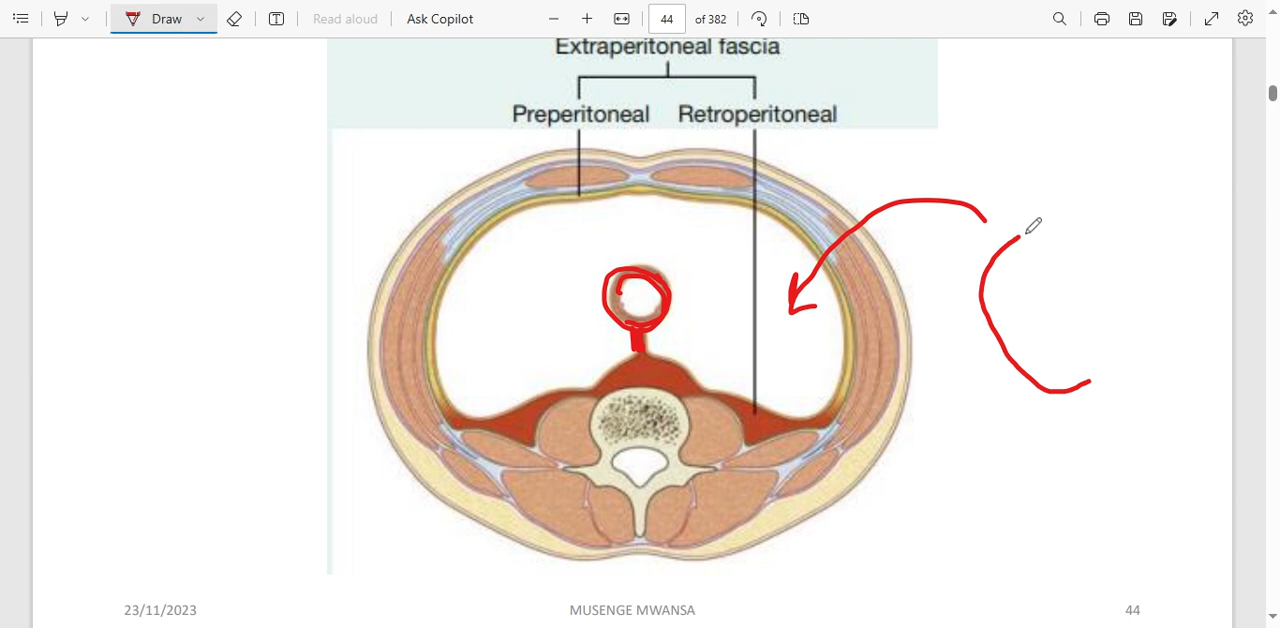 Draw
Read aloud
Ask Copilot
44
of 382
Extraperitoneal fascia
Preperitoneal
Retroperitoneal
23/11/2023
MUSENGE MWANSA
44